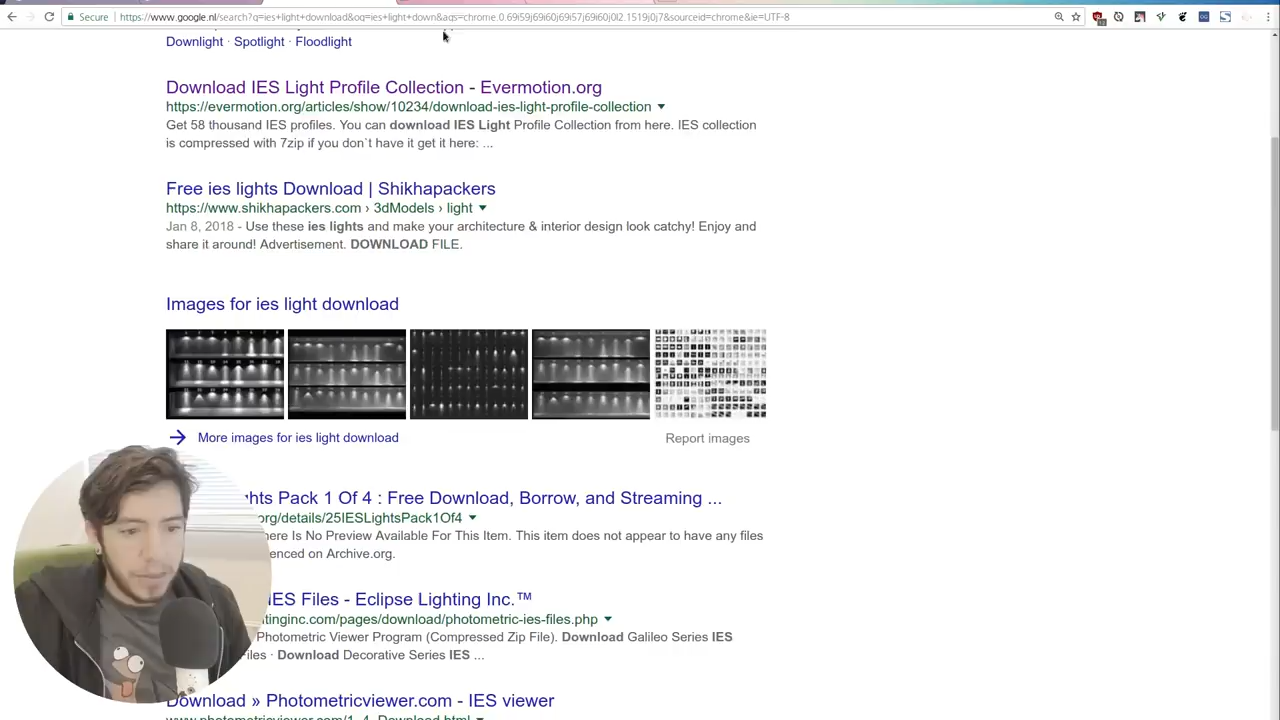 Secure https://www.google.nl/search?q=ies+light+download&oq=ies+light+down&aqs=chrome.0.69i59j69i60j69i57j69i60j0l2.1519j0j7&sourceid=chrome&ie=UTF-8
Downlight · Spotlight · Floodlight
Download IES Light Profile Collection - Evermotion.org
https://evermotion.org/articles/show/10234/download-ies-light-profile-collection
Get 58 thousand IES profiles. You can download IES Light Profile Collection from here. IES collection
is compressed with 7zip if you don`t have it get it here: ...
Free ies lights Download | Shikhapackers
https://www.shikhapackers.com › 3dModels › light
Jan 8, 2018 - Use these ies lights and make your architecture & interior design look catchy! Enjoy and
share it around! Advertisement. DOWNLOAD FILE.
Images for ies light download
More images for ies light download
Report images
hts Pack 1 Of 4 : Free Download, Borrow, and Streaming ...
org/details/25IESLightsPack1Of4
here Is No Preview Available For This Item. This item does not appear to have any files
enced on Archive.org.
IES Files - Eclipse Lighting Inc.™
tinginc.com/pages/download/photometric-ies-files.php
Photometric Viewer Program (Compressed Zip File). Download Galileo Series IES
Files · Download Decorative Series IES ...
Download » Photometricviewer.com - IES viewer
www.photometricviewer.com/1_4_Download.html